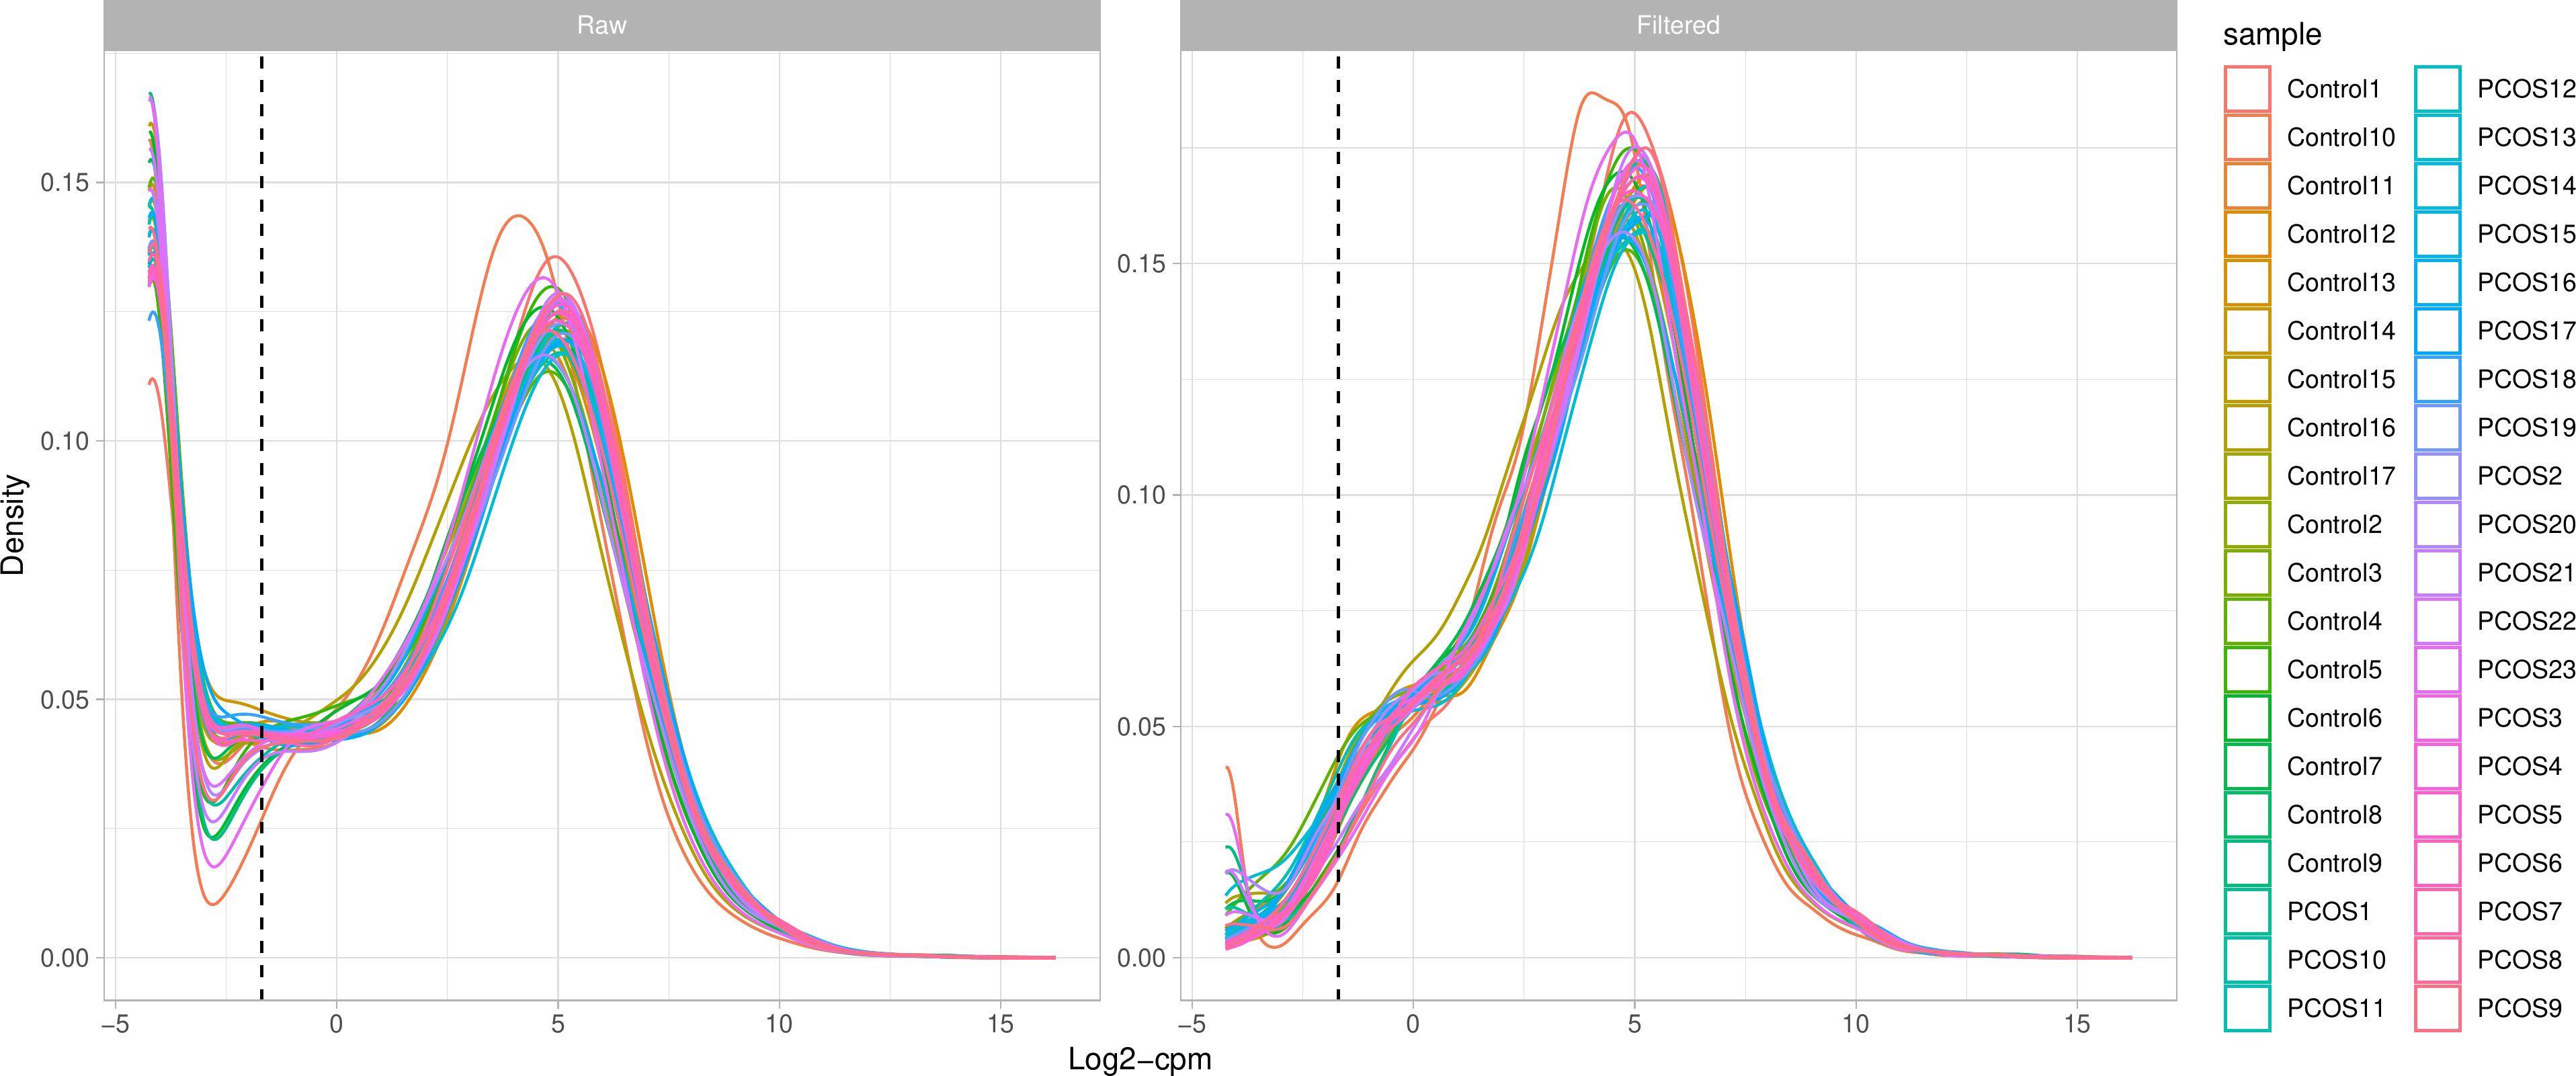 Raw
Filtered
Density
0.15
0.10
0.05
0.00
−5
0
5
10
15
0.15
0.10
0.05
0.00
−5
0
5
10
15
Log2−cpm
sample
Control1
Control10
Control11
Control12
Control13
Control14
Control15
Control16
Control17
Control2
Control3
Control4
Control5
Control6
Control7
Control8
Control9
PCOS1
PCOS10
PCOS11
PCOS12
PCOS13
PCOS14
PCOS15
PCOS16
PCOS17
PCOS18
PCOS19
PCOS2
PCOS20
PCOS21
PCOS22
PCOS23
PCOS3
PCOS4
PCOS5
PCOS6
PCOS7
PCOS8
PCOS9